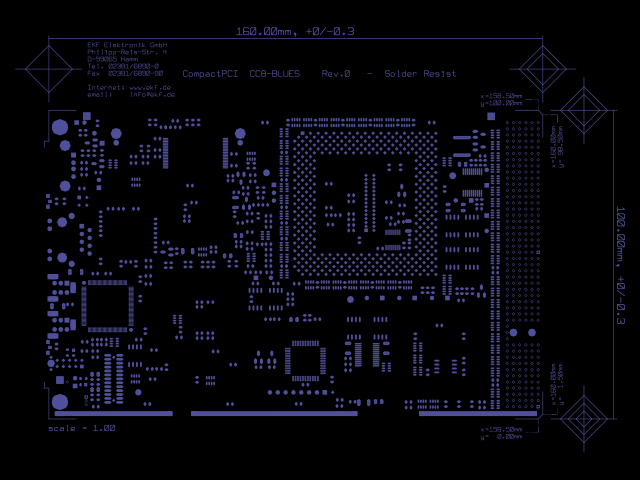 160.00mm, +0/-0.3
EKF Elektronik GmbH
Philipp-Reis-Str. 4
D-59065 Hamm
Tel. 02381/6890-0
Fax 02381/6890-90
Internet: www.ekf.de
email: info@ekf.de
CompactPCI CC8-BLUES Rev.0 - Solder Resist
x=158.50mm
y=100.00mm
x=160.00mm
y= 98.50mm
100.00mm, +0/-0.3
x=160.00mm
y= 1.50mm
scale - 1.00
x=158.50mm
y= 0.00mm